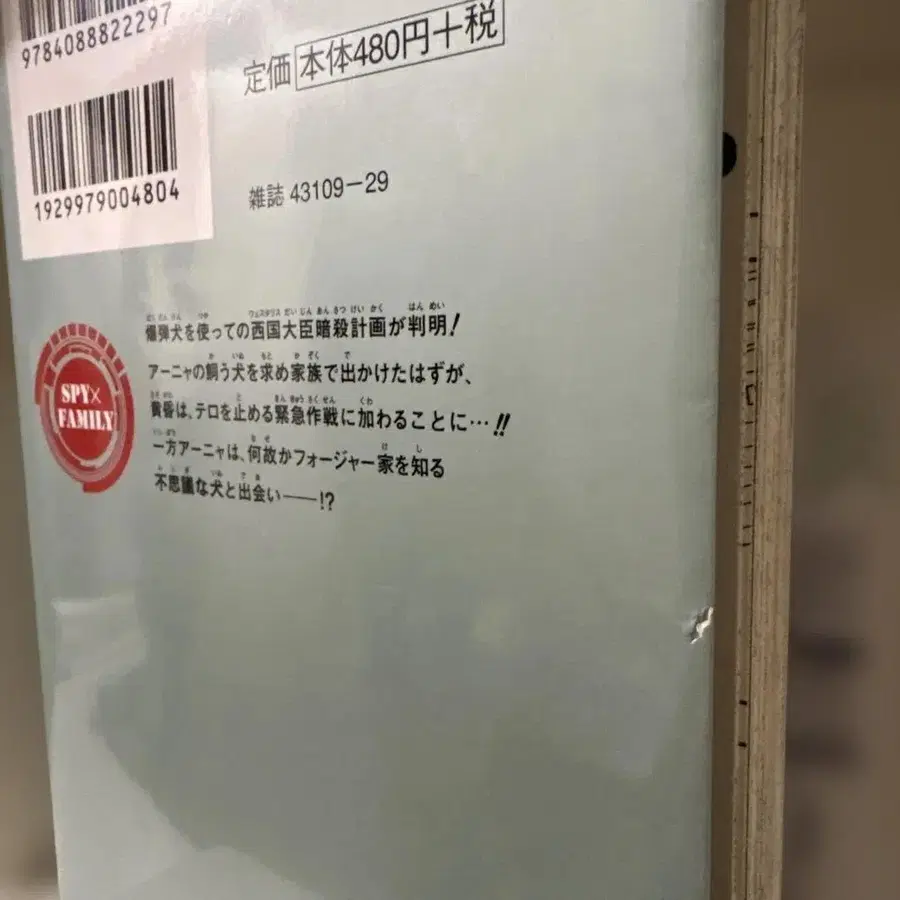 9784088822297
定価 本体480円+税
1929979004804
雑誌 43109-29
爆弾犬を使っての西国大臣暗殺計画が判明!
アーニャの飼う犬を求め家族で出かけたはずが、
黄昏は、テロを止める緊急作戦に加わることに…!!
一方アーニャは、何故かフォージャー家を知る
不思議な犬と出会い――!?
SPY×
FAMILY